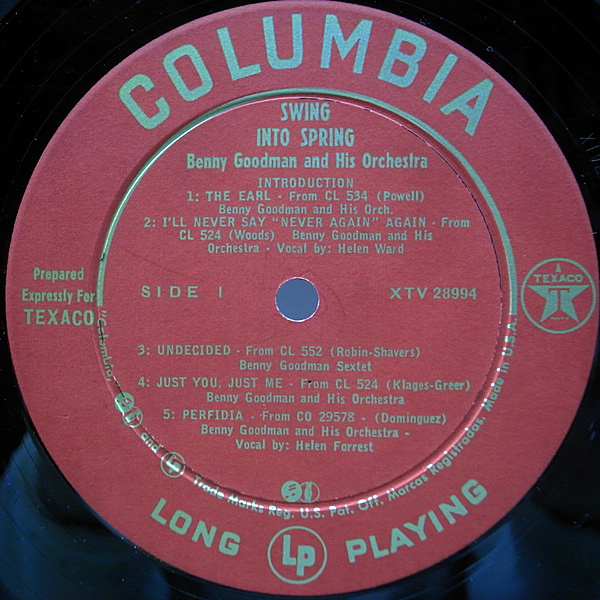 COLUMBIA
SWING
INTO SPRING
Benny Goodman and His Orchestra
INTRODUCTION
1: THE EARL - From CL 534 (Powell)
Benny Goodman and His Orch.
2: I'LL NEVER SAY "NEVER AGAIN" AGAIN - From
CL 524 (Woods) Benny Goodman and His
Orchestra - Vocal by: Helen Ward
Prepared
Expressly For
TEXACO
SIDE 1
XTV 28994
TEXACO
T
3: UNDECIDED - From CL 552 (Robin-Shavers)
Benny Goodman Sextet
4: JUST YOU, JUST ME - From CL 524 (Klages-Greer)
Benny Goodman and His Orchestra
5: PERFIDIA - From CO 29578 - (Dominguez)
Benny Goodman and His Orchestra -
Vocal by: Helen Forrest
"Columbia, and Lp Trade Marks Reg. U.S. Pat. Off. Marcas Registradas. Made in U.S.A.
LONG Lp PLAYING